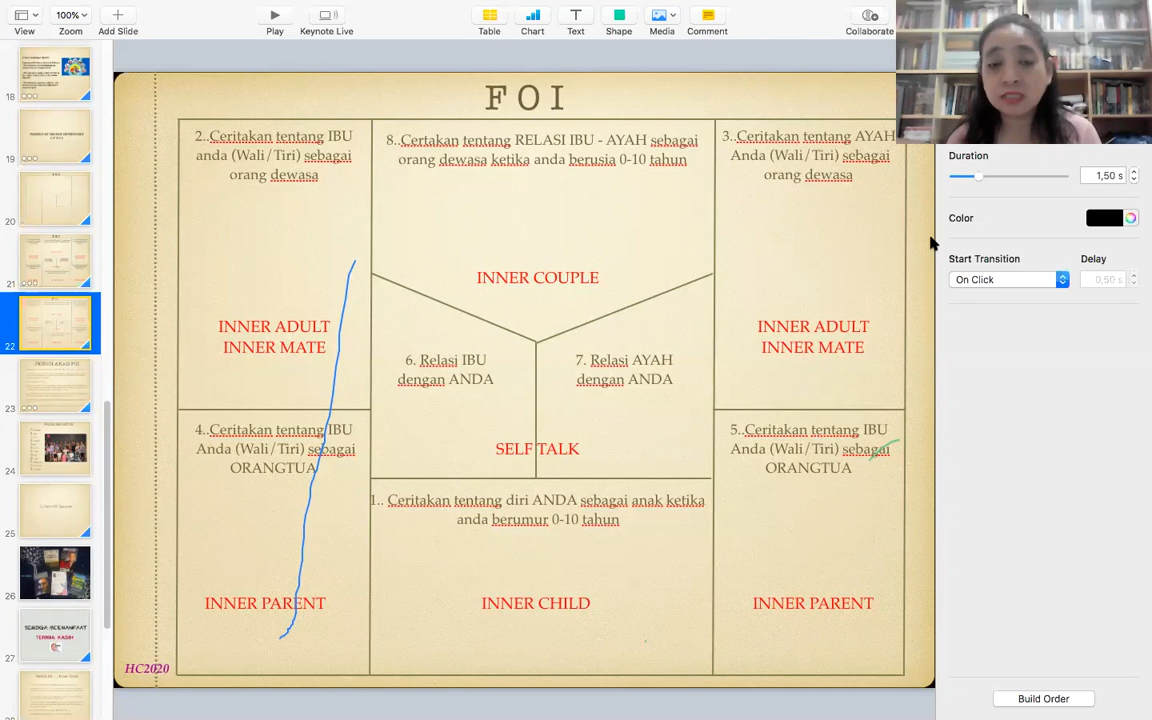 100%
View
Zoom
Add Slide
Play
Keynote Live
Table
Chart
Text
Shape
Media
Comment
Collaborate
18
19
20
21
22
23
24
25
26
27
SEMOGA BERMANFAAT
TERIMA KASIH
F O I
2..Ceritakan tentang IBU
anda (Wali/Tiri) sebagai
orang dewasa
INNER ADULT
INNER MATE
8..Certakan tentang RELASI IBU - AYAH sebagai
orang dewasa ketika anda berusia 0-10 tahun
INNER COUPLE
3..Ceritakan tentang AYAH
Anda (Wali/Tiri) sebagai
orang dewasa
INNER ADULT
INNER MATE
6. Relasi IBU
dengan ANDA
7. Relasi AYAH
dengan ANDA
SELF TALK
4..Ceritakan tentang IBU
Anda (Wali/Tiri) sebagai
ORANGTUA
INNER PARENT
1.. Ceritakan tentang diri ANDA sebagai anak ketika
anda berumur 0-10 tahun
INNER CHILD
5..Ceritakan tentang IBU
Anda (Wali/Tiri) sebagai
ORANGTUA
INNER PARENT
HC2020
Duration
1,50 s
Color
Start Transition
Delay
On Click
0,50 s
Build Order